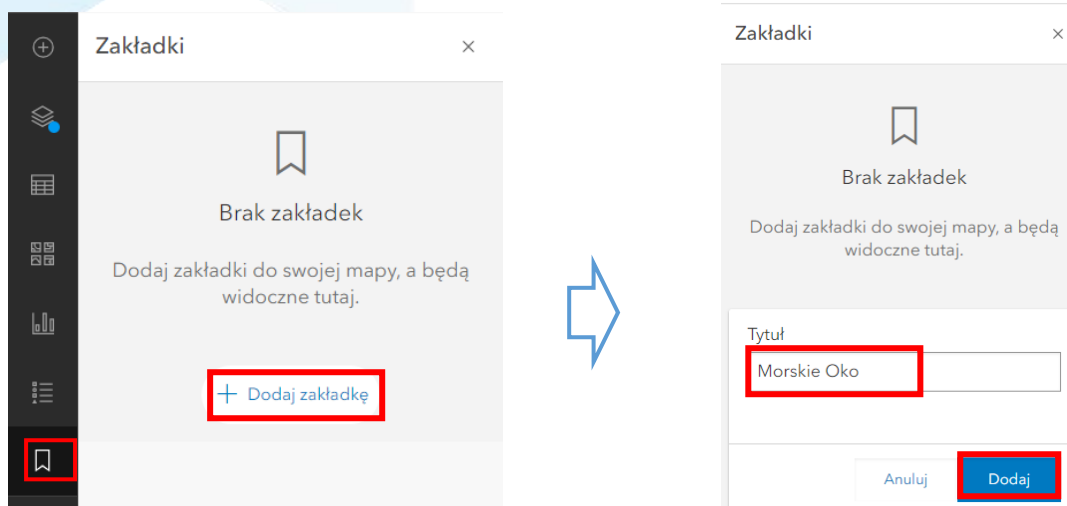 Zakładki
Brak zakładek
Dodaj zakładki do swojej mapy, a będą
widoczne tutaj.
Dodaj zakładkę
Zakładki
Brak zakładek
Dodaj zakładki do swojej mapy, a będą
widoczne tutaj.
Tytuł
Morskie Oko
Anuluj
Dodaj